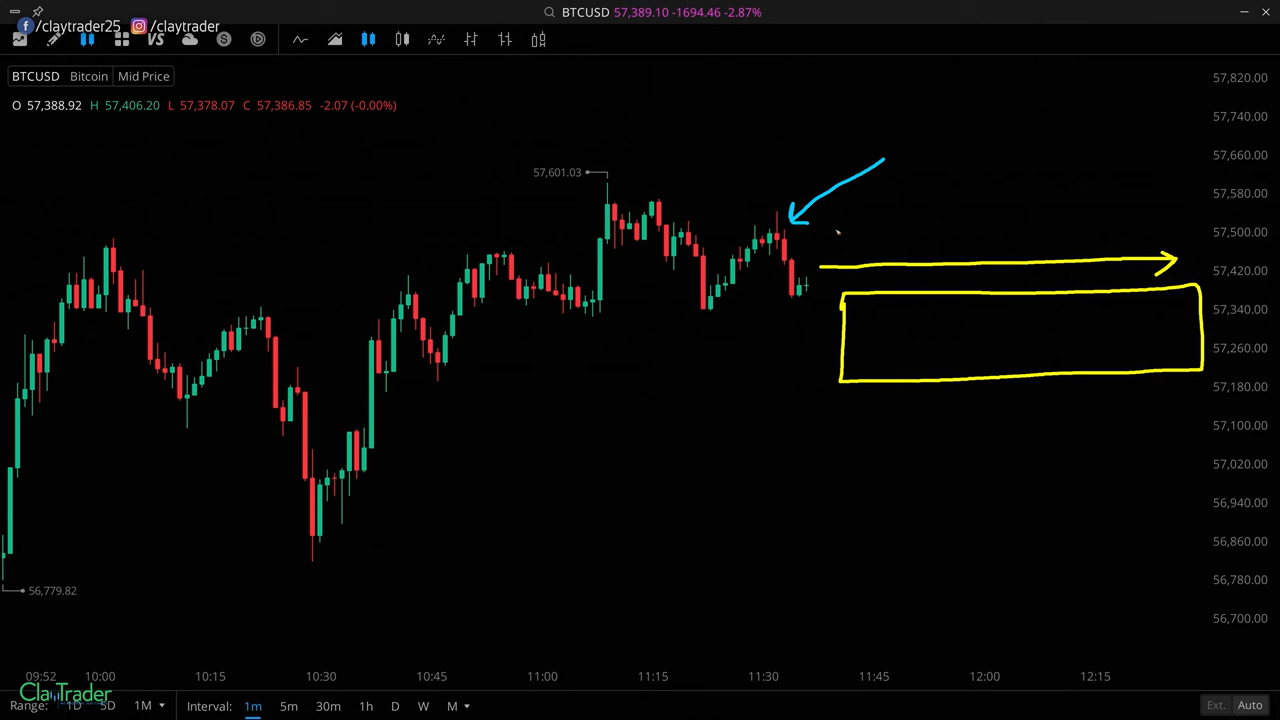 BTCUSD 57,389.10 -1694.46 -2.87%
/claytrader25 /claytrader
VS S
BTCUSD Bitcoin Mid Price
O 57,388.92 H 57,406.20 L 57,378.07 C 57,386.85 -2.07 (-0.00%)
57,601.03
56,779.82
57,820.00
57,740.00
57,660.00
57,580.00
57,500.00
57,420.00
57,340.00
57,260.00
57,180.00
57,100.00
57,020.00
56,940.00
56,860.00
56,780.00
56,700.00
09:52 10:00 10:15 10:30 10:45 11:00 11:15 11:30 11:45 12:00 12:15
ClayTrader
Range: 1D 5D 1M Interval: 1m 5m 30m 1h D W M Ext. Auto